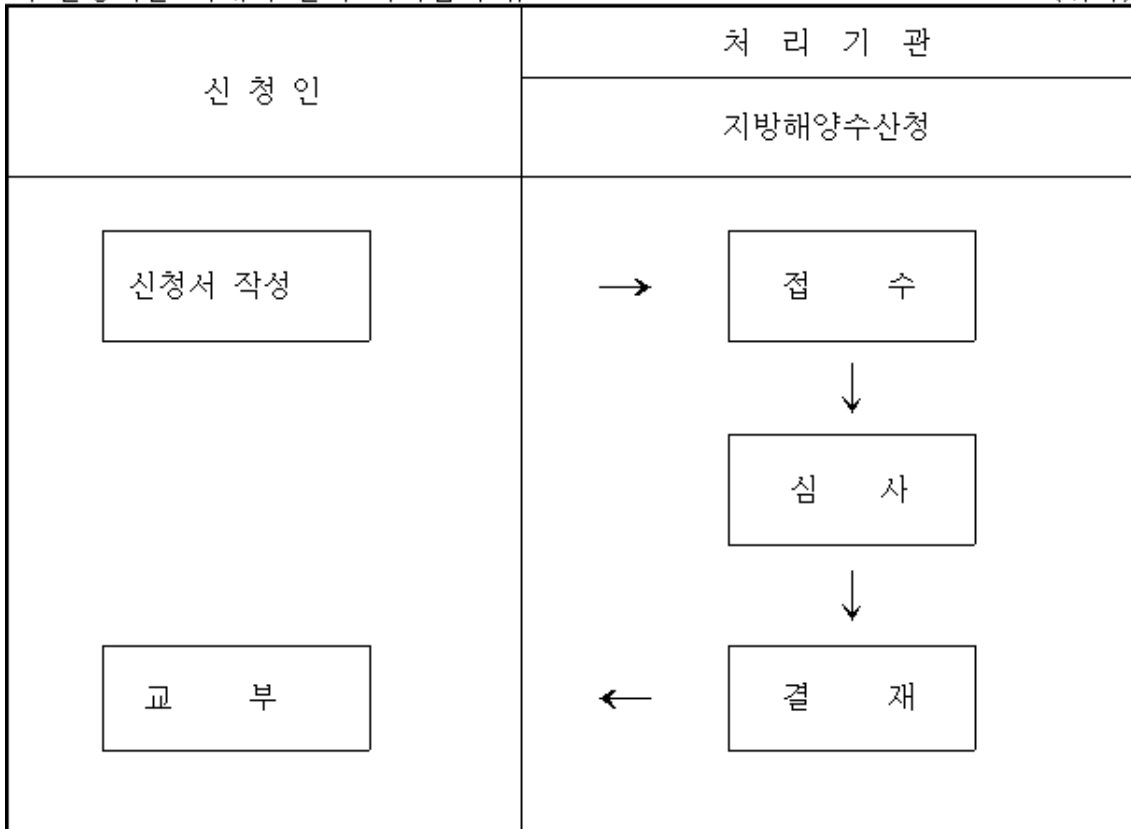 처 리 기 관
신 청 인
지방해양수산청
신청서 작성 → 접 수
↓
심 사
↓
교 부 ← 결 재